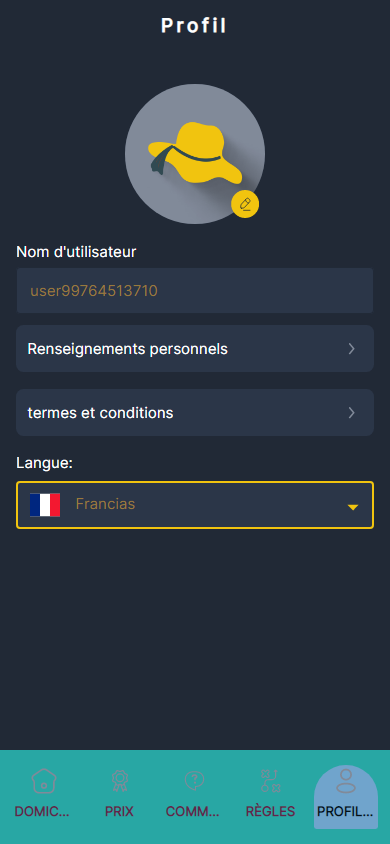 Profil
Nom d'utilisateur
user99764513710
Renseignements personnels
termes et conditions
Langue:
Francias
DOMIC...
PRIX
COMM...
RÈGLES
PROFIL...